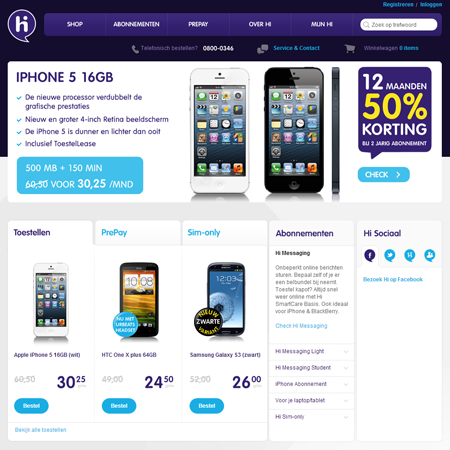 Registreren / Inloggen
hi
SHOP
ABONNEMENTEN
PREPAY
OVER HI
MIJN HI
Zoek op trefwoord
Telefonisch bestellen? 0800-0346
Service & Contact
Winkelwagen 0 items
IPHONE 5 16GB
De nieuwe processor verdubbelt de
grafische prestaties
Nieuw en groter 4-inch Retina beeldscherm
De iPhone 5 is dunner en lichter dan ooit
Inclusief ToestelLease
500 MB + 150 MIN
60,50 VOOR 30,25 /MND
12 MAANDEN
50%
KORTING
BIJ 2 JARIG ABONNEMENT
CHECK
Toestellen
PrePay
Sim-only
NU MET
URBEATS
HEADSET
NIEUW
ZWARTE
VARIANT
Apple iPhone 5 16GB (wit)
HTC One X plus 64GB
Samsung Galaxy S3 (zwart)
60,50
30 25
49,00
24 50
52,00
26 00
Bestel
Bestel
Bestel
Bekijk alle toestellen
Abonnementen
Hi Messaging
Onbeperkt online berichten
sturen. Bepaal zelf of je er
een belbundel bij neemt.
Toestel kapot? Altijd snel
weer online met Hi
SmartCare Basis. Ook ideaal
voor iPhone & BlackBerry.
Check Hi Messaging
Hi Messaging Light
Hi Messaging Student
iPhone Abonnement
Voor je laptop/tablet
Hi Sim-only
Hi Sociaal
Bezoek Hi op Facebook